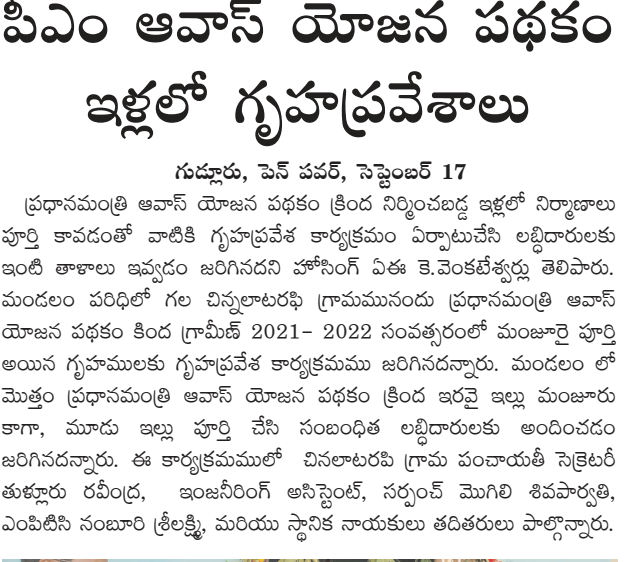 పిఎం ఆవాస్ యోజన పథకం
ఇళ్లలో గృహప్రవేశాలు
గుడ్లూరు, పెన్ పవర్, సెప్టెంబర్ 17
ప్రధానమంత్రి ఆవాస్ యోజన పథకం క్రింద నిర్మించబడ్డ ఇళ్లలో నిర్మాణాలు
పూర్తి కావడంతో వాటికి గృహప్రవేశ కార్యక్రమం ఏర్పాటుచేసి లబ్ధిదారులకు
ఇంటి తాళాలు ఇవ్వడం జరిగినదని హోసింగ్ ఏఈ కె.వెంకటేశ్వర్లు తెలిపారు.
మండలం పరిధిలో గల చిన్నలాటరఫి గ్రామమునందు ప్రధానమంత్రి ఆవాస్
యోజన పథకం కింద గ్రామీణ్ 2021- 2022 సంవత్సరంలో మంజూరై పూర్తి
అయిన గృహములకు గృహప్రవేశ కార్యక్రమము జరిగినదన్నారు. మండలం లో
మొత్తం ప్రధానమంత్రి ఆవాస్ యోజన పథకం క్రింద ఇరవై ఇల్లు మంజూరు
కాగా, మూడు ఇల్లు పూర్తి చేసి సంబంధిత లబ్ధిదారులకు అందించడం
జరిగినదన్నారు. ఈ కార్యక్రమములో చినలాటరపి గ్రామ పంచాయతీ సెక్రెటరీ
తుళ్లూరు రవీంద్ర, ఇంజనీరింగ్ అసిస్టెంట్, సర్పంచ్ మొగిలి శివపార్వతి,
ఎంపిటిసి నంబూరి శ్రీలక్ష్మి, మరియు స్థానిక నాయకులు తదితరులు పాల్గొన్నారు.